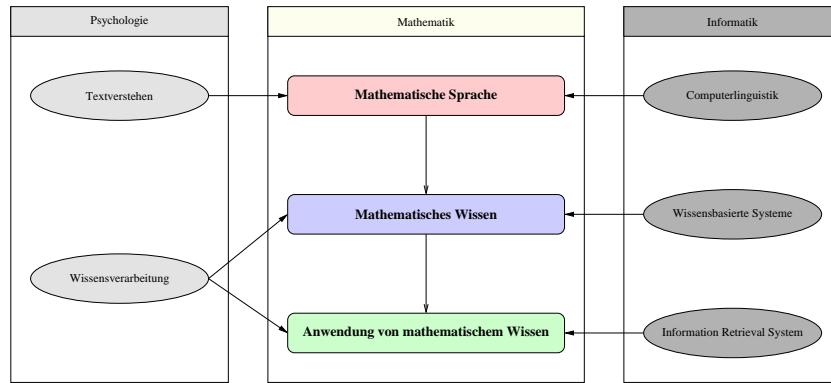 Psychologie
Mathematik
Informatik
Textverstehen
Mathematische Sprache
Computerlinguistik
Mathematisches Wissen
Wissensbasierte Systeme
Wissensverarbeitung
Anwendung von mathematischem Wissen
Information Retrieval System